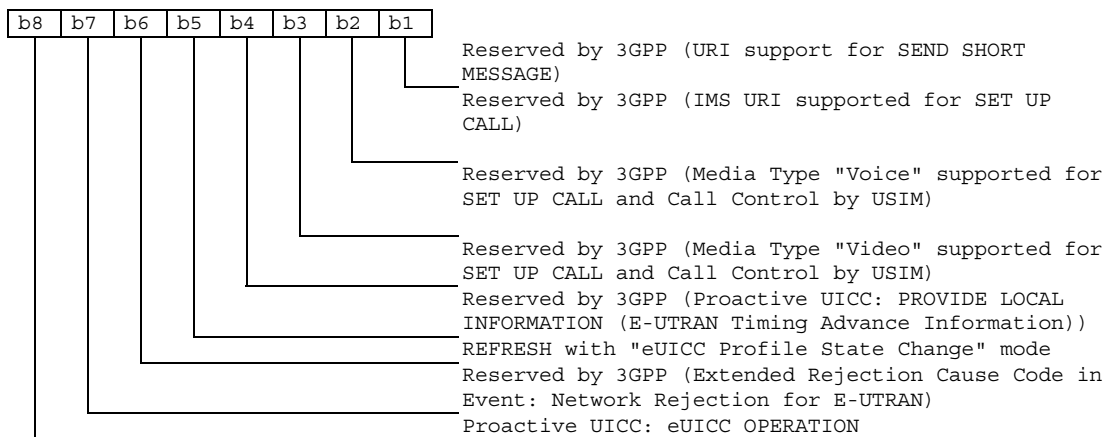 b8 b7 b6 b5 b4 b3 b2 b1
Reserved by 3GPP (URI support for SEND SHORT
MESSAGE)
Reserved by 3GPP (IMS URI supported for SET UP
CALL)
Reserved by 3GPP (Media Type "Voice" supported for
SET UP CALL and Call Control by USIM)
Reserved by 3GPP (Media Type "Video" supported for
SET UP CALL and Call Control by USIM)
Reserved by 3GPP (Proactive UICC: PROVIDE LOCAL
INFORMATION (E-UTRAN Timing Advance Information))
REFRESH with "eUICC Profile State Change" mode
Reserved by 3GPP (Extended Rejection Cause Code in
Event: Network Rejection for E-UTRAN)
Proactive UICC: eUICC OPERATION